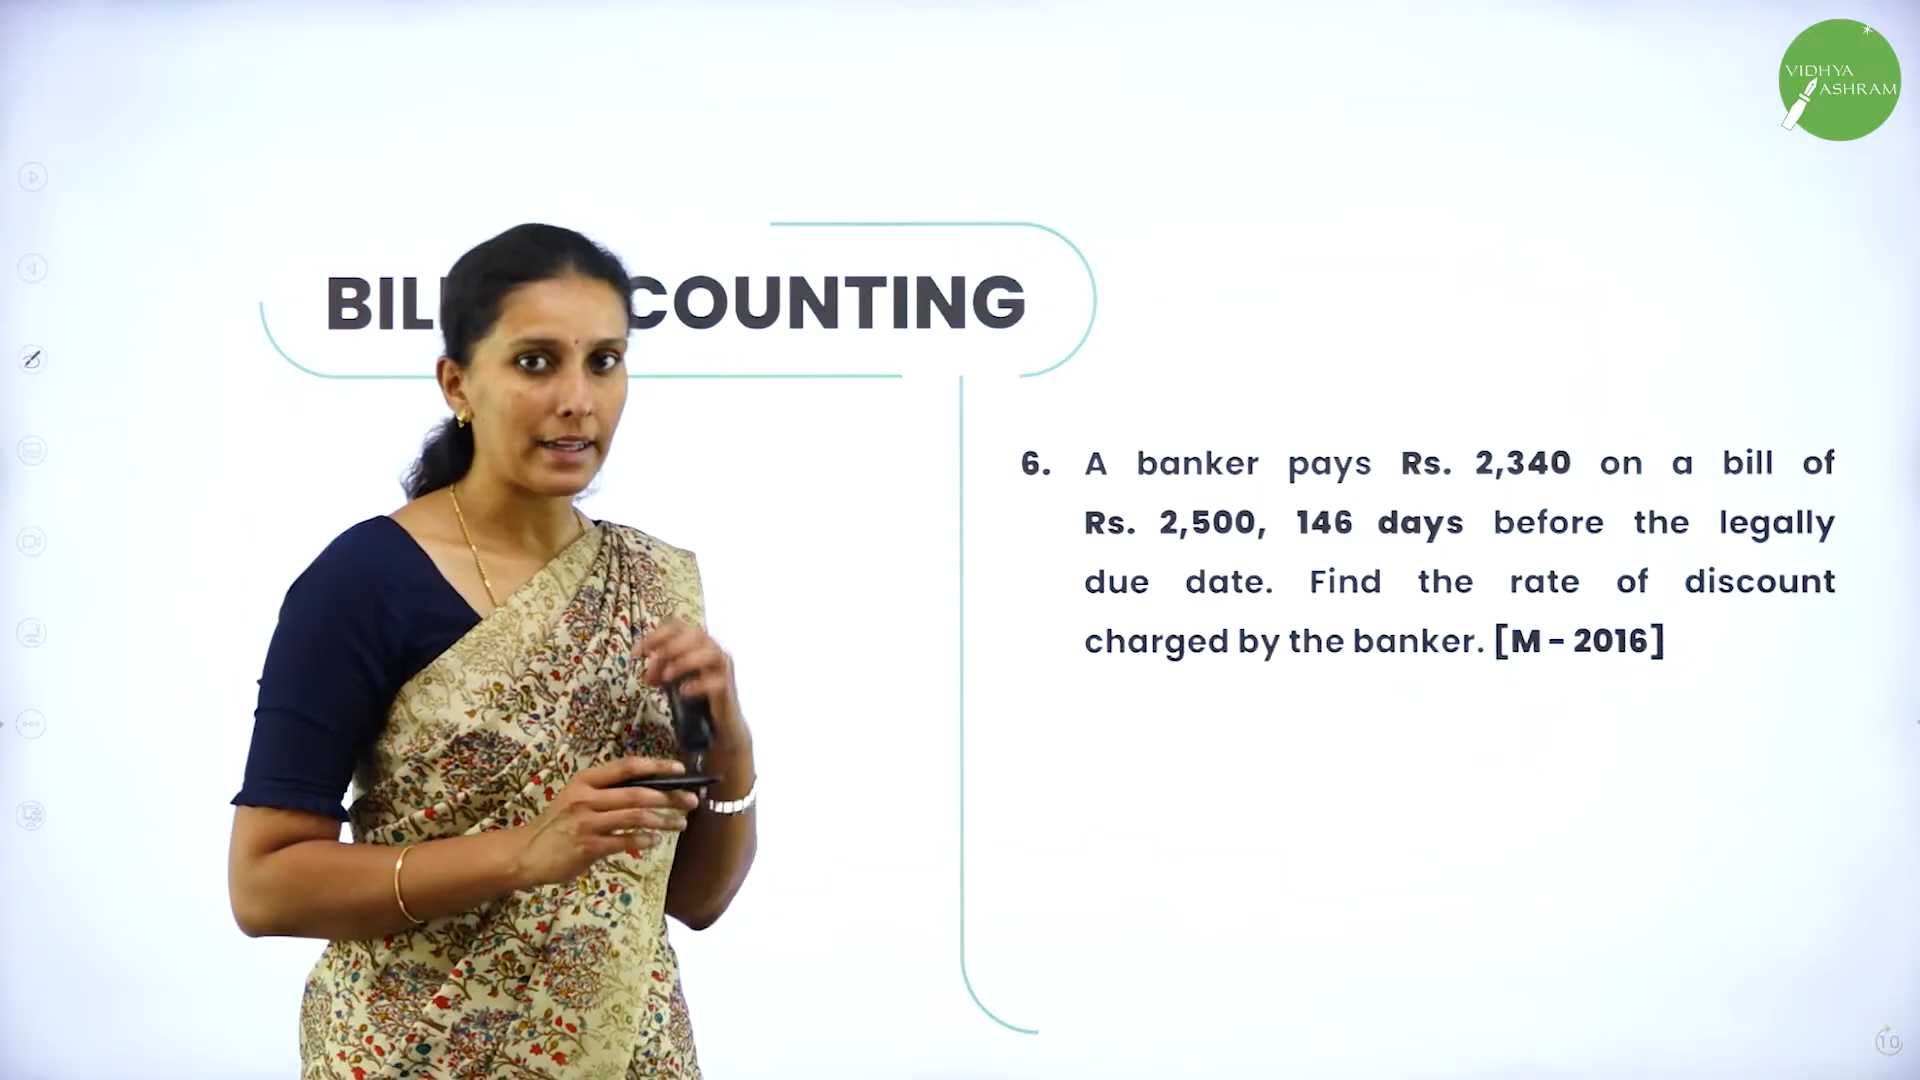 VIDHYA
ASHRAM
BIL COUNTING
6. A banker pays Rs. 2,340 on a bill of
Rs. 2,500, 146 days before the legally
due date. Find the rate of discount
charged by the banker. [M - 2016]
10